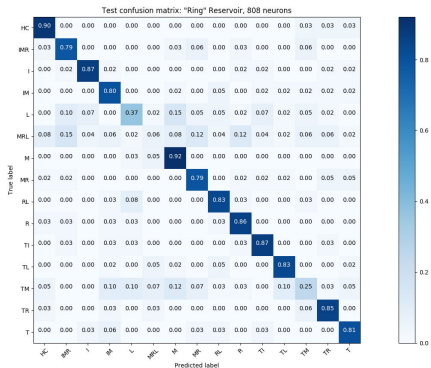 Test confusion matrix: "Ring" Reservoir, 808 neurons
HC 0.90 0.00 0.00 0.00 0.00 0.00 0.00 0.00 0.00 0.00 0.00 0.00 0.03 0.03 0.03
IMR 0.03 0.79 0.00 0.00 0.00 0.00 0.03 0.06 0.00 0.03 0.00 0.00 0.06 0.00 0.00
I 0.00 0.02 0.87 0.02 0.00 0.00 0.02 0.00 0.00 0.02 0.02 0.00 0.02 0.00 0.02
IM 0.00 0.00 0.00 0.80 0.00 0.00 0.02 0.00 0.05 0.00 0.02 0.02 0.02 0.02 0.02
L 0.00 0.10 0.07 0.00 0.37 0.02 0.15 0.05 0.05 0.02 0.07 0.02 0.05 0.00 0.02
MRL 0.08 0.15 0.04 0.06 0.02 0.06 0.08 0.12 0.04 0.12 0.04 0.02 0.06 0.06 0.02
M 0.00 0.00 0.00 0.00 0.03 0.05 0.92 0.00 0.00 0.00 0.00 0.00 0.00 0.00 0.00
MR 0.02 0.02 0.00 0.02 0.00 0.00 0.02 0.79 0.00 0.02 0.02 0.00 0.00 0.05 0.05
RL 0.00 0.03 0.00 0.03 0.08 0.00 0.00 0.00 0.83 0.00 0.03 0.00 0.00 0.00 0.00
R 0.03 0.03 0.00 0.03 0.03 0.00 0.00 0.00 0.00 0.86 0.00 0.00 0.03 0.00 0.00
TI 0.00 0.03 0.00 0.03 0.03 0.00 0.00 0.00 0.03 0.00 0.87 0.00 0.00 0.00 0.00
TL 0.00 0.00 0.00 0.02 0.00 0.05 0.02 0.00 0.05 0.02 0.00 0.83 0.00 0.00 0.02
TM 0.05 0.00 0.00 0.10 0.10 0.07 0.12 0.07 0.05 0.02 0.00 0.10 0.25 0.05 0.00
TR 0.03 0.03 0.00 0.03 0.00 0.00 0.00 0.00 0.00 0.00 0.00 0.00 0.06 0.85 0.00
T 0.00 0.00 0.03 0.06 0.00 0.00 0.00 0.03 0.03 0.03 0.00 0.00 0.00 0.00 0.81
HC IMR I IM L MRL M MR RL R TI TL TM TR T
Predicted label
True label
0.8
0.6
0.4
0.2
0.0